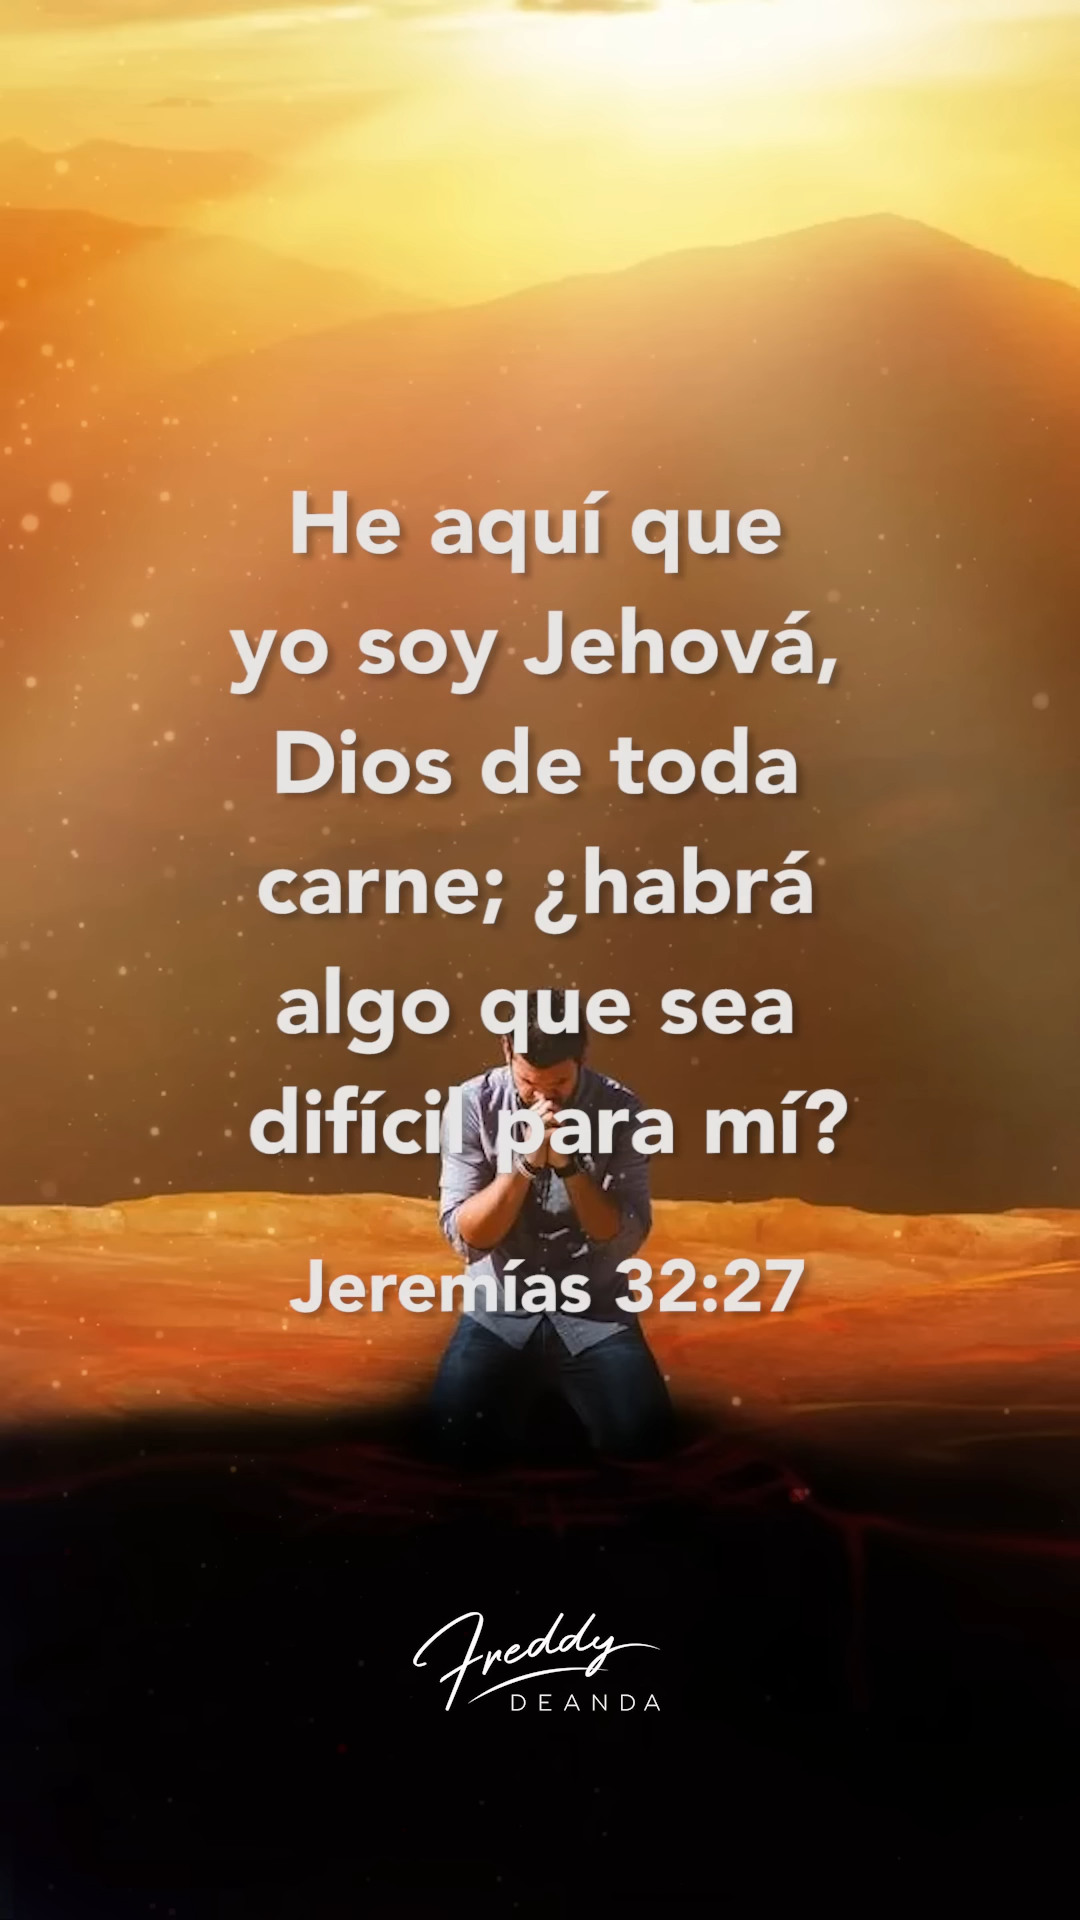 He aquí que
yo soy Jehová,
Dios de toda
carne; ¿habrá
algo que sea
difícil para mí?
Jeremías 32:27
Freddy
DEANDA